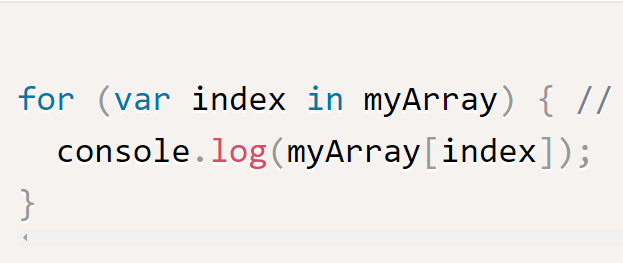 for (var index in myArray) { //
  console.log(myArray[index]);
}